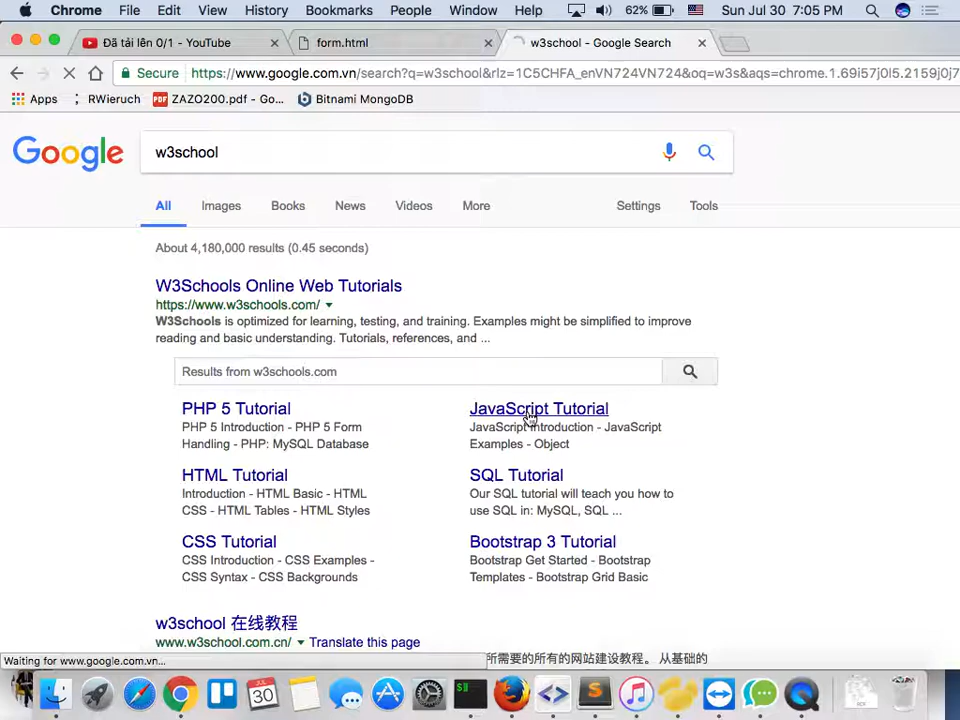 Chrome File Edit View History Bookmarks People Window Help 62% Sun Jul 30 7:05 PM
Đã tải lên 0/1 - YouTube
form.html
w3school - Google Search
Secure https://www.google.com.vn/search?q=w3school&rlz=1C5CHFA_enVN724VN724&oq=w3s&aqs=chrome.1.69i57j0l5.2159j0j7
Apps RWieruch ZAZO200.pdf - Go... Bitnami MongoDB
Google
w3school
All Images Books News Videos More Settings Tools
About 4,180,000 results (0.45 seconds)
W3Schools Online Web Tutorials
https://www.w3schools.com/
W3Schools is optimized for learning, testing, and training. Examples might be simplified to improve
reading and basic understanding. Tutorials, references, and ...
Results from w3schools.com
PHP 5 Tutorial
PHP 5 Introduction - PHP 5 Form
Handling - PHP: MySQL Database
JavaScript Tutorial
JavaScript Introduction - JavaScript
Examples - Object
HTML Tutorial
Introduction - HTML Basic - HTML
CSS - HTML Tables - HTML Styles
SQL Tutorial
Our SQL tutorial will teach you how to
use SQL in: MySQL, SQL ...
CSS Tutorial
CSS Introduction - CSS Examples -
CSS Syntax - CSS Backgrounds
Bootstrap 3 Tutorial
Bootstrap Get Started - Bootstrap
Templates - Bootstrap Grid Basic
w3school 在线教程
www.w3school.com.cn/ Translate this page
所需要的所有的网站建设教程。 从基础的
Waiting for www.google.com.vn...
JUL
30